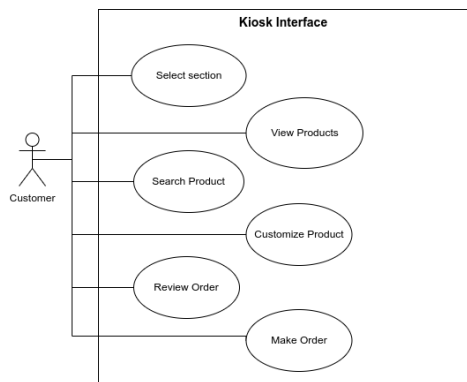 Kiosk Interface
Select section
View Products
Search Product
Customer
Customize Product
Review Order
Make Order